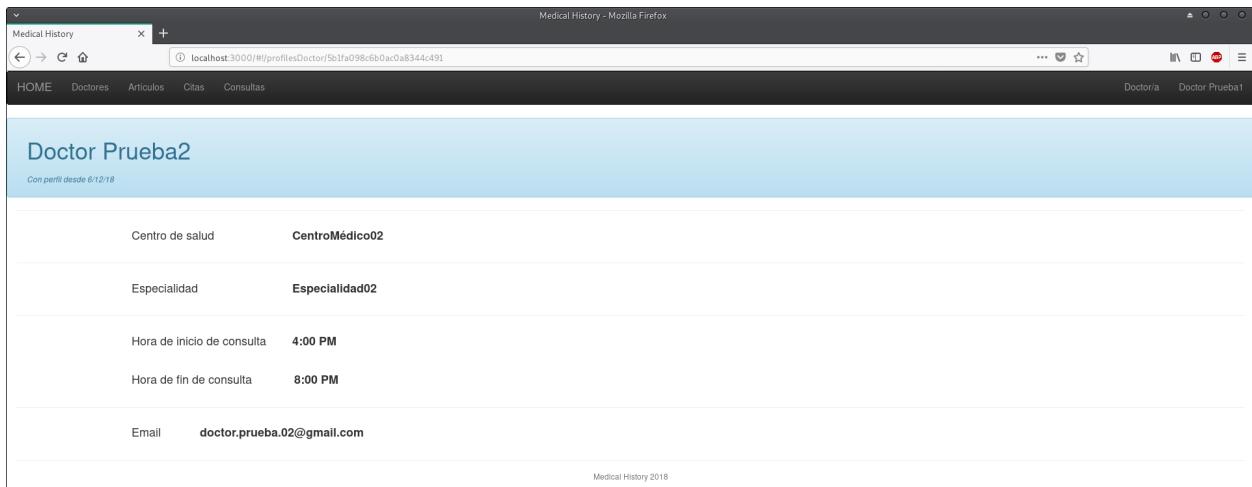 Medical History - Mozilla Firefox
Medical History
localhost:3000/#!/profilesDoctor/5b1fa098c6b0ac0a8344c491
ABP
HOME Doctores Artículos Citas Consultas Doctor/a Doctor Prueba1
Doctor Prueba2
Con perfil desde 6/12/18
Centro de salud CentroMédico02
Especialidad Especialidad02
Hora de inicio de consulta 4:00 PM
Hora de fin de consulta 8:00 PM
Email doctor.prueba.02@gmail.com
Medical History 2018